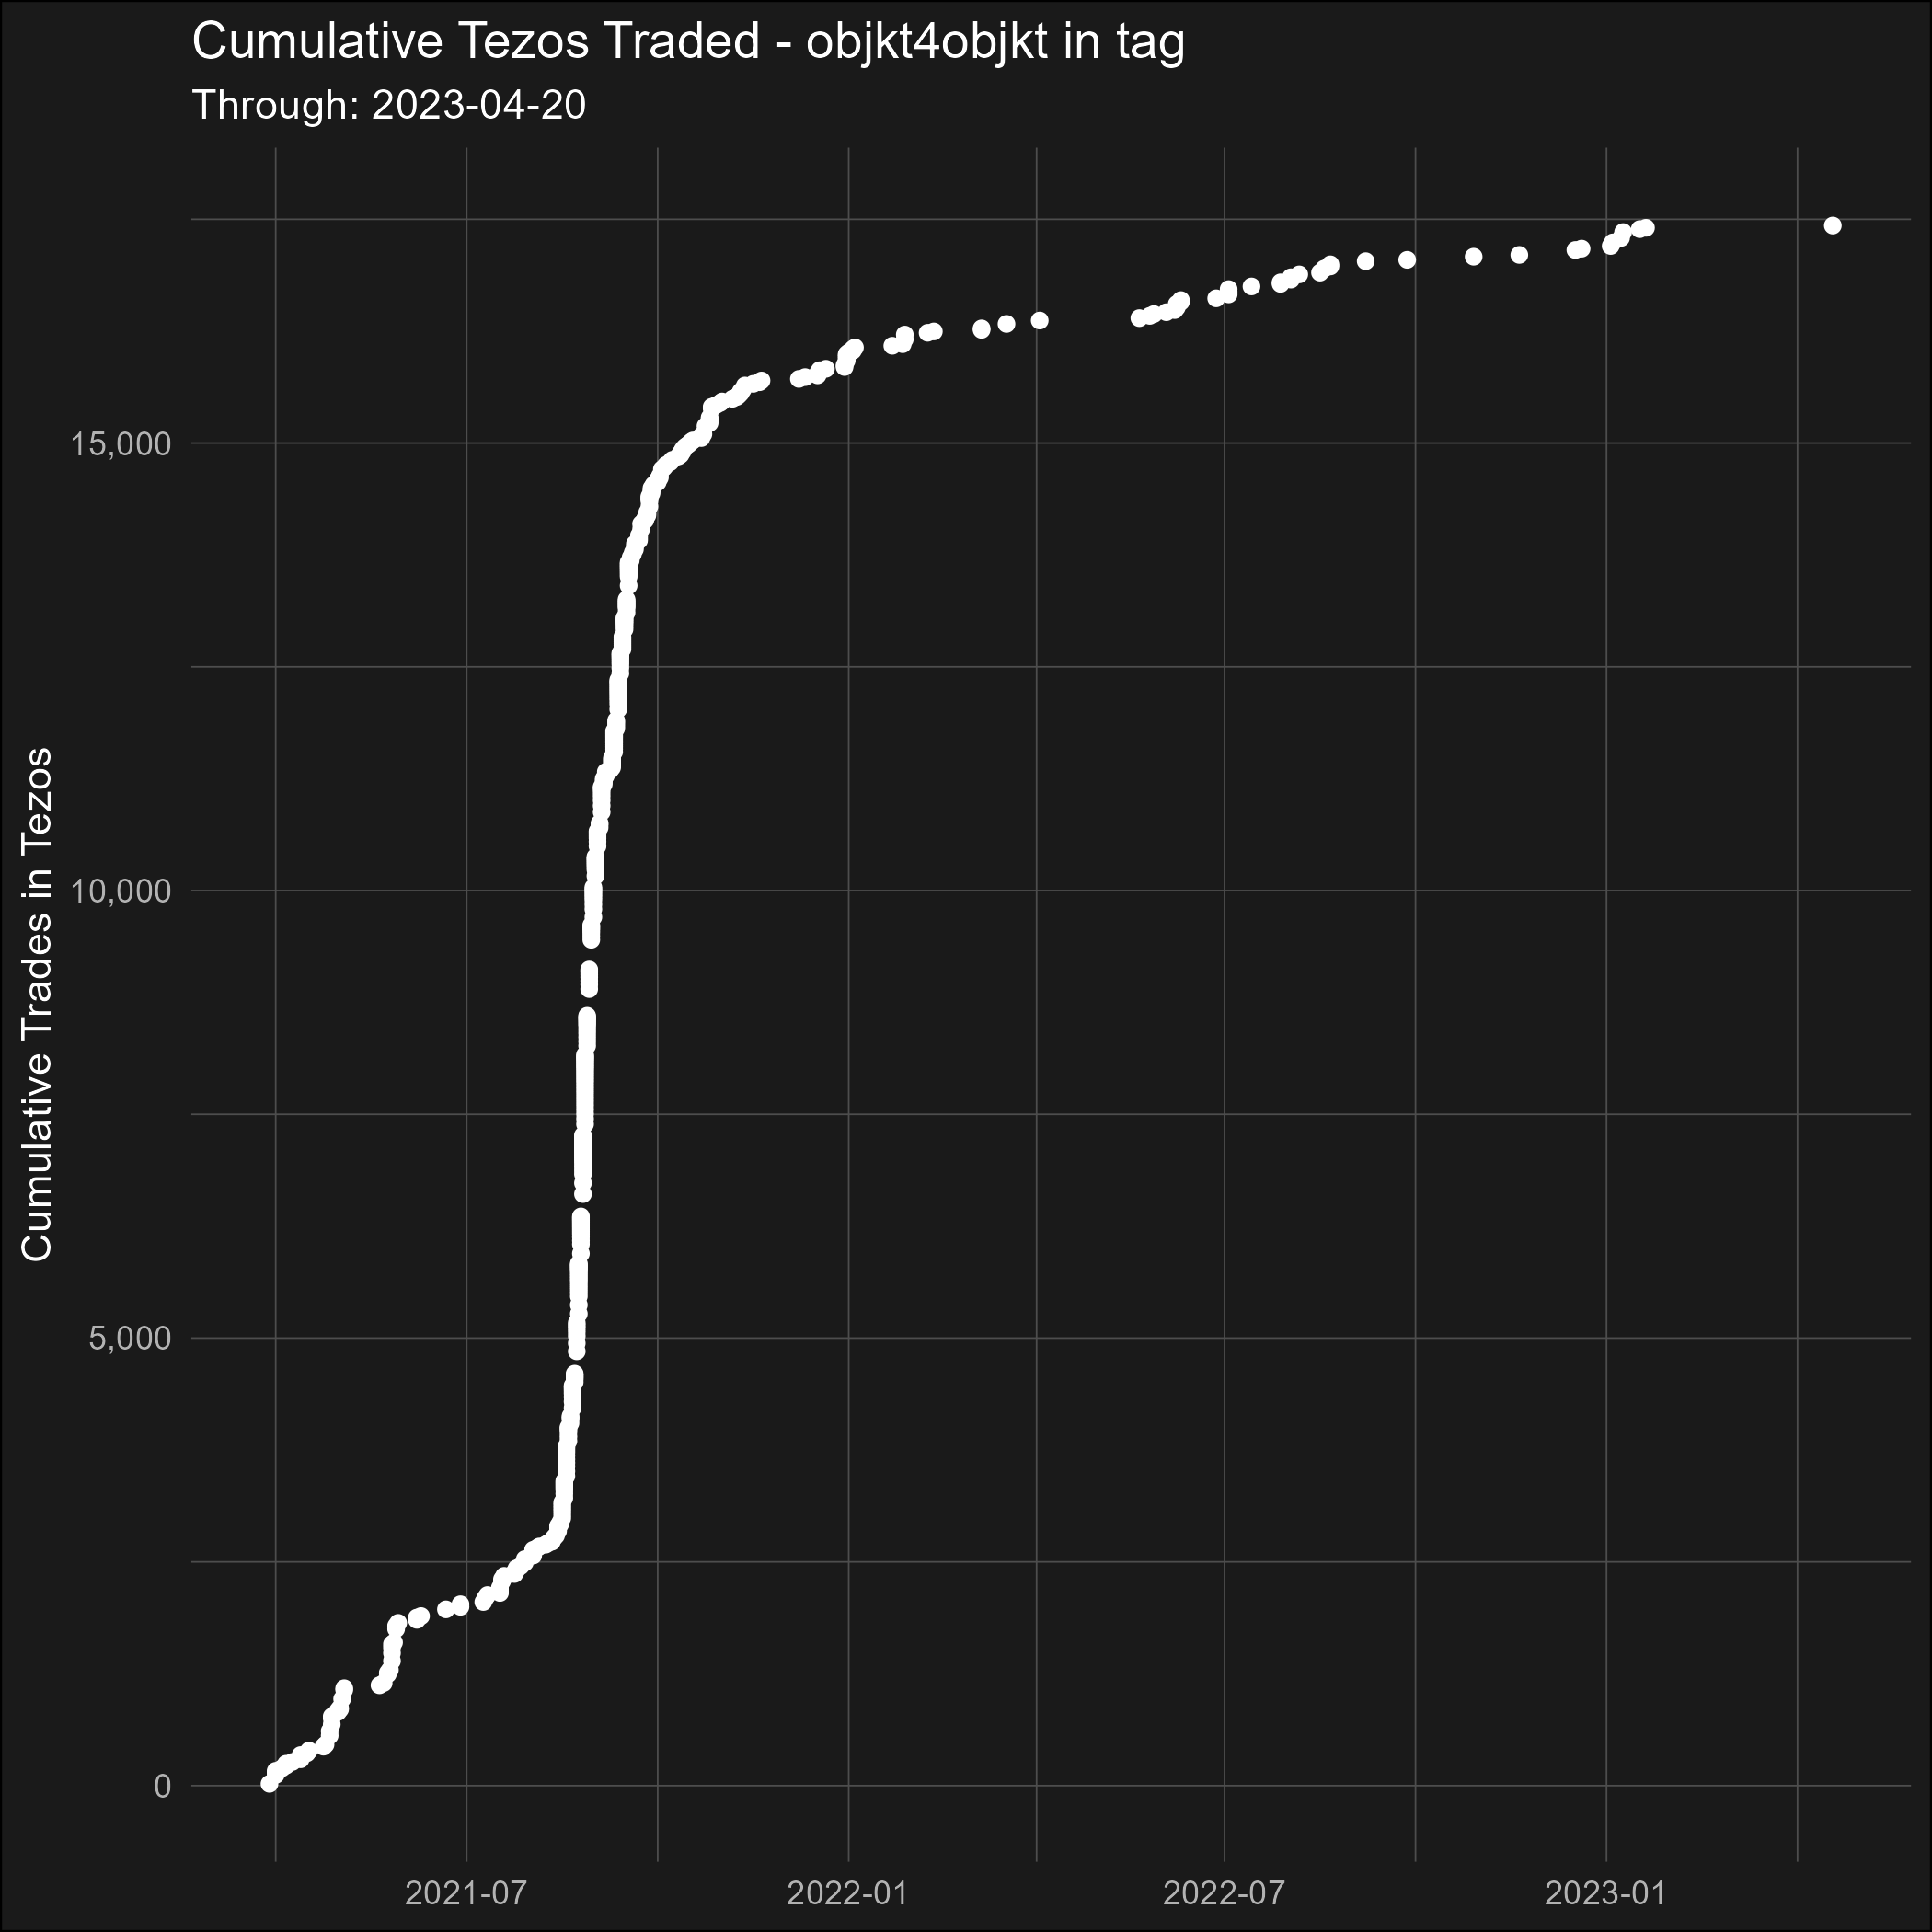 Cumulative Tezos Traded - objkt4objkt in tag
Through: 2023-04-20
Cumulative Trades in Tezos
15,000
10,000
5,000
0
2021-07
2022-01
2022-07
2023-01